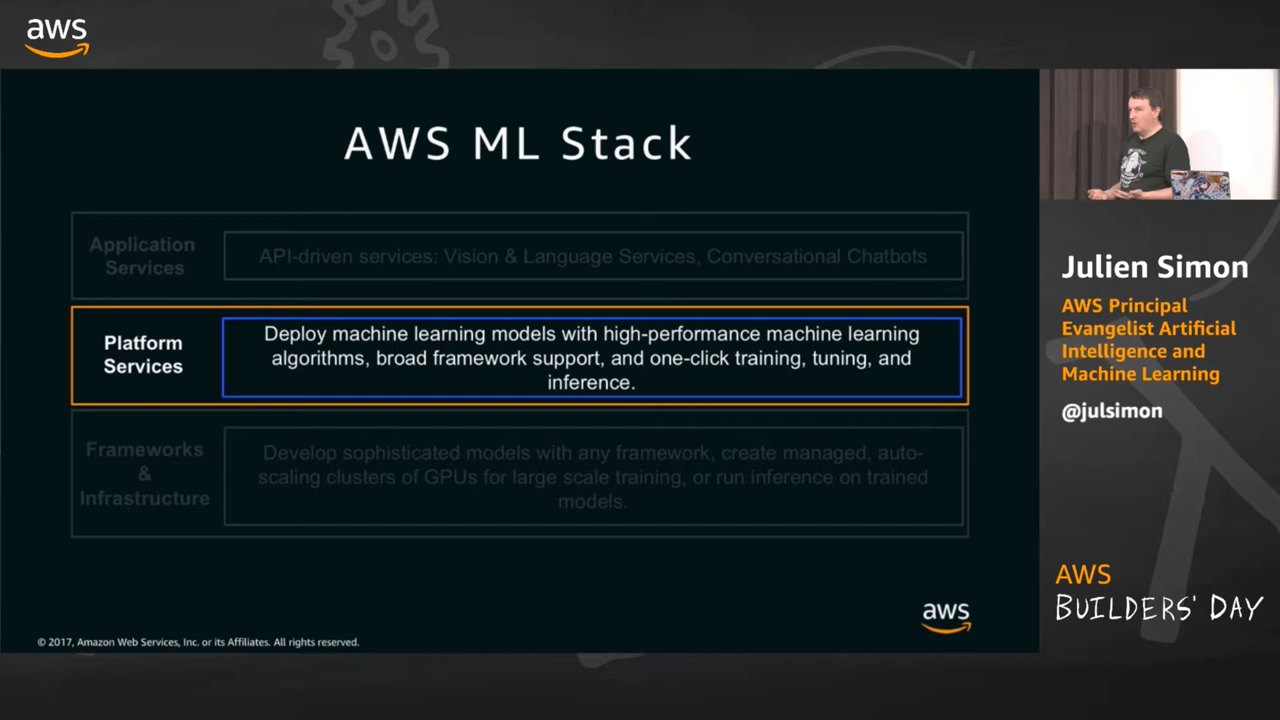 aws
AWS ML Stack
Application
Services
API-driven services: Vision & Language Services, Conversational Chatbots
Platform
Services
Deploy machine learning models with high-performance machine learning
algorithms, broad framework support, and one-click training, tuning, and
inference.
Frameworks
&
Infrastructure
Develop sophisticated models with any framework, create managed, auto-
scaling clusters of GPUs for large scale training, or run inference on trained
models.
aws
© 2017, Amazon Web Services, Inc. or its Affiliates. All rights reserved.
Julien Simon
AWS Principal
Evangelist Artificial
Intelligence and
Machine Learning
@julsimon
AWS
BUILDERS' DAY